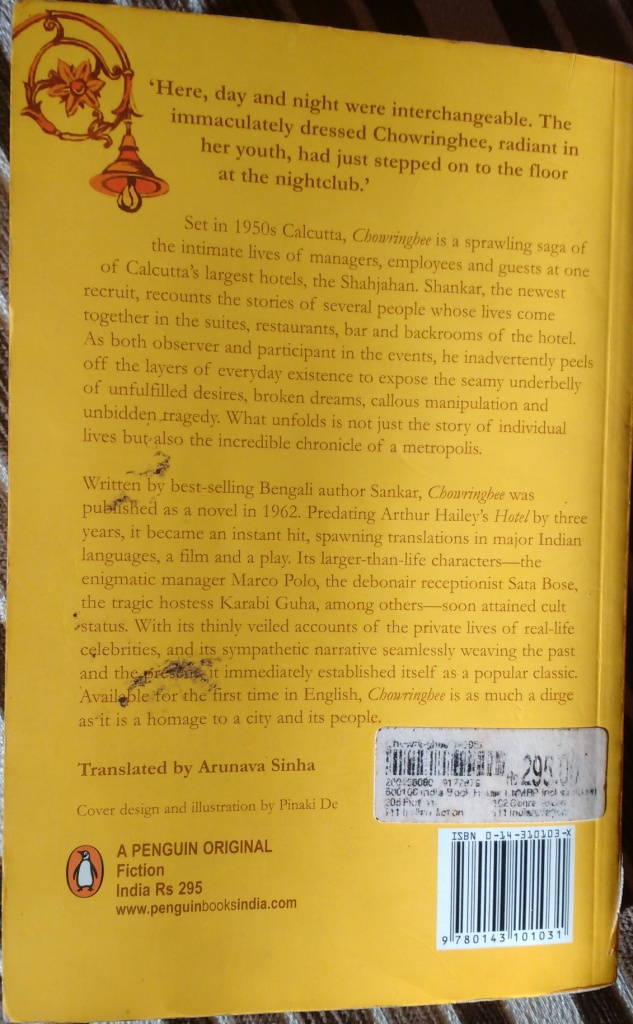 ‘Here, day and night were interchangeable. The
immaculately dressed Chowringhee, radiant in
her youth, had just stepped on to the floor
at the nightclub.’
Set in 1950s Calcutta, Chowringhee is a sprawling saga of
the intimate lives of managers, employees and guests at one
of Calcutta’s largest hotels, the Shahjahan. Shankar, the newest
recruit, recounts the stories of several people whose lives come
together in the suites, restaurants, bar and backrooms of the hotel.
As both observer and participant in the events, he inadvertently peels
off the layers of everyday existence to expose the seamy underbelly
of unfulfilled desires, broken dreams, callous manipulation and
unbidden tragedy. What unfolds is not just the story of individual
lives but also the incredible chronicle of a metropolis.
Written by best-selling Bengali author Sankar, Chowringhee was
published as a novel in 1962. Predating Arthur Hailey’s Hotel by three
years, it became an instant hit, spawning translations in major Indian
languages, a film and a play. Its larger-than-life characters—the
enigmatic manager Marco Polo, the debonair receptionist Sata Bose,
the tragic hostess Karabi Guha, among others—soon attained cult
status. With its thinly veiled accounts of the private lives of real-life
celebrities, and its sympathetic narrative seamlessly weaving the past
and the present, it immediately established itself as a popular classic.
Available for the first time in English, Chowringhee is as much a dirge
as it is a homage to a city and its people.
Translated by Arunava Sinha
Cover design and illustration by Pinaki De
A PENGUIN ORIGINAL
Fiction
India Rs 295
www.penguinbooksindia.com
Rs 295.00
ISBN 0-14-310103-X
9 780143 101031